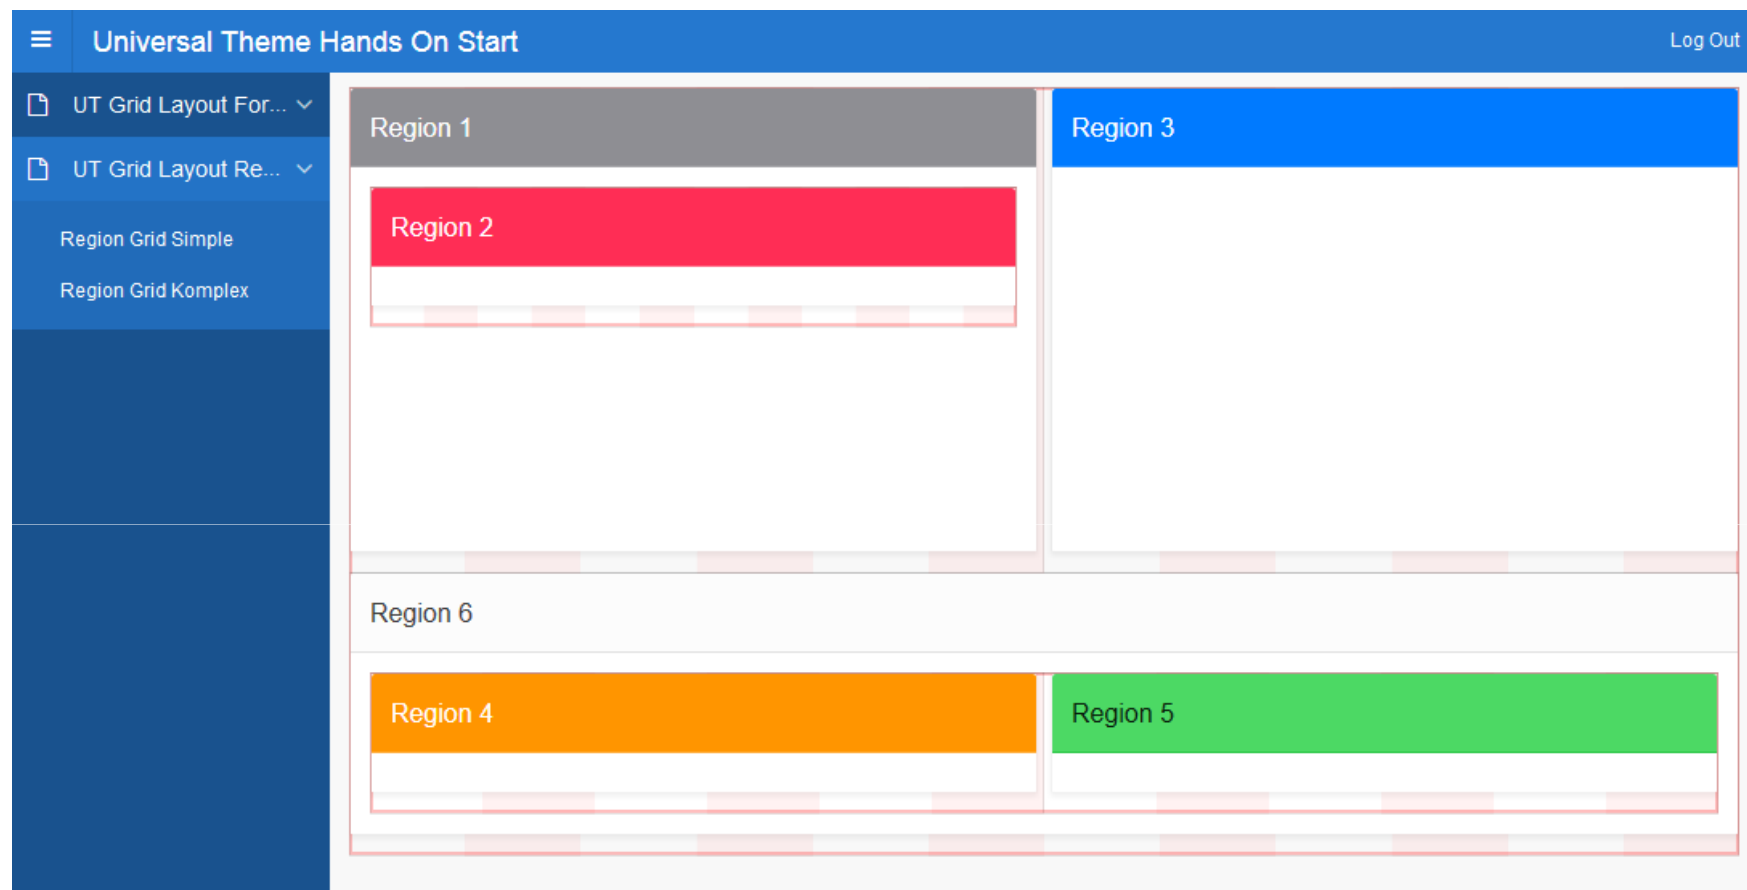 Universal Theme Hands On Start
Log Out
UT Grid Layout For...
UT Grid Layout Re...
Region Grid Simple
Region Grid Komplex
Region 1
Region 3
Region 2
Region 6
Region 4
Region 5